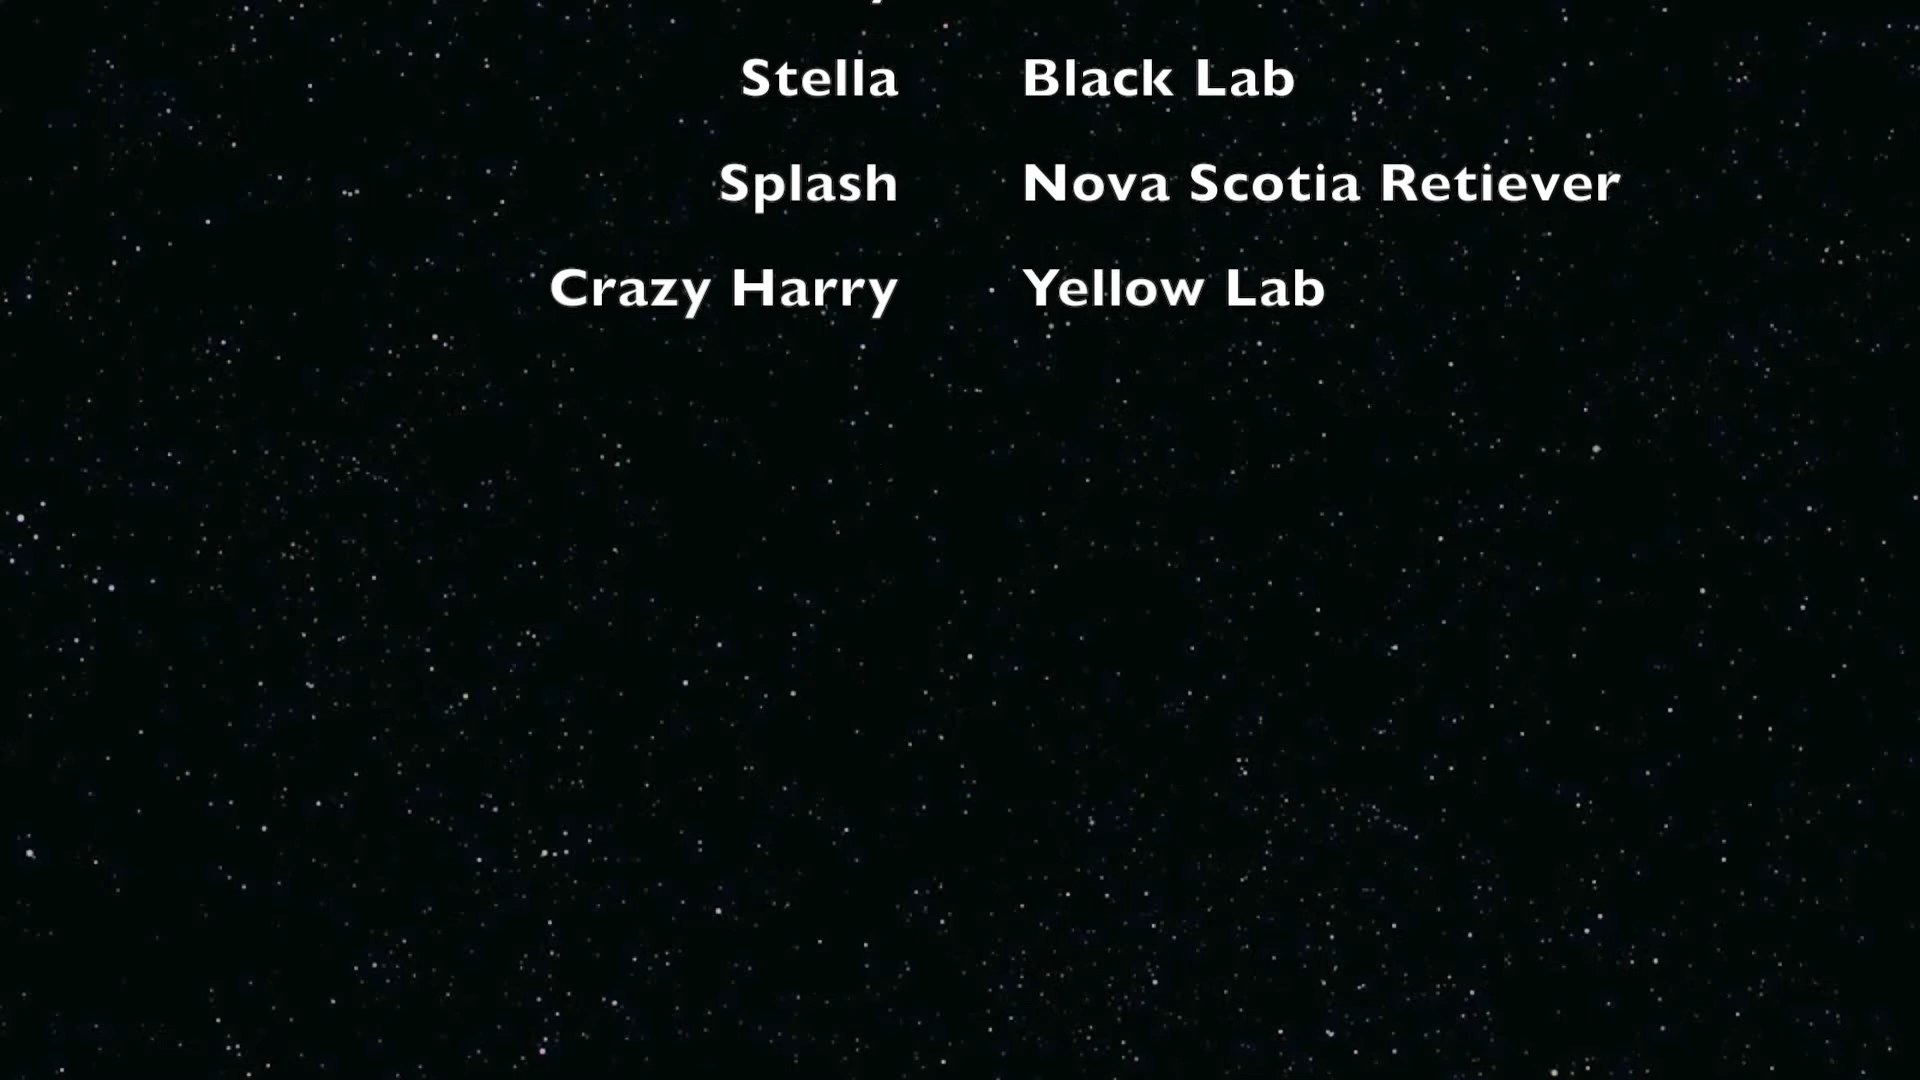 Stella Black Lab
Splash Nova Scotia Retiever
Crazy Harry Yellow Lab